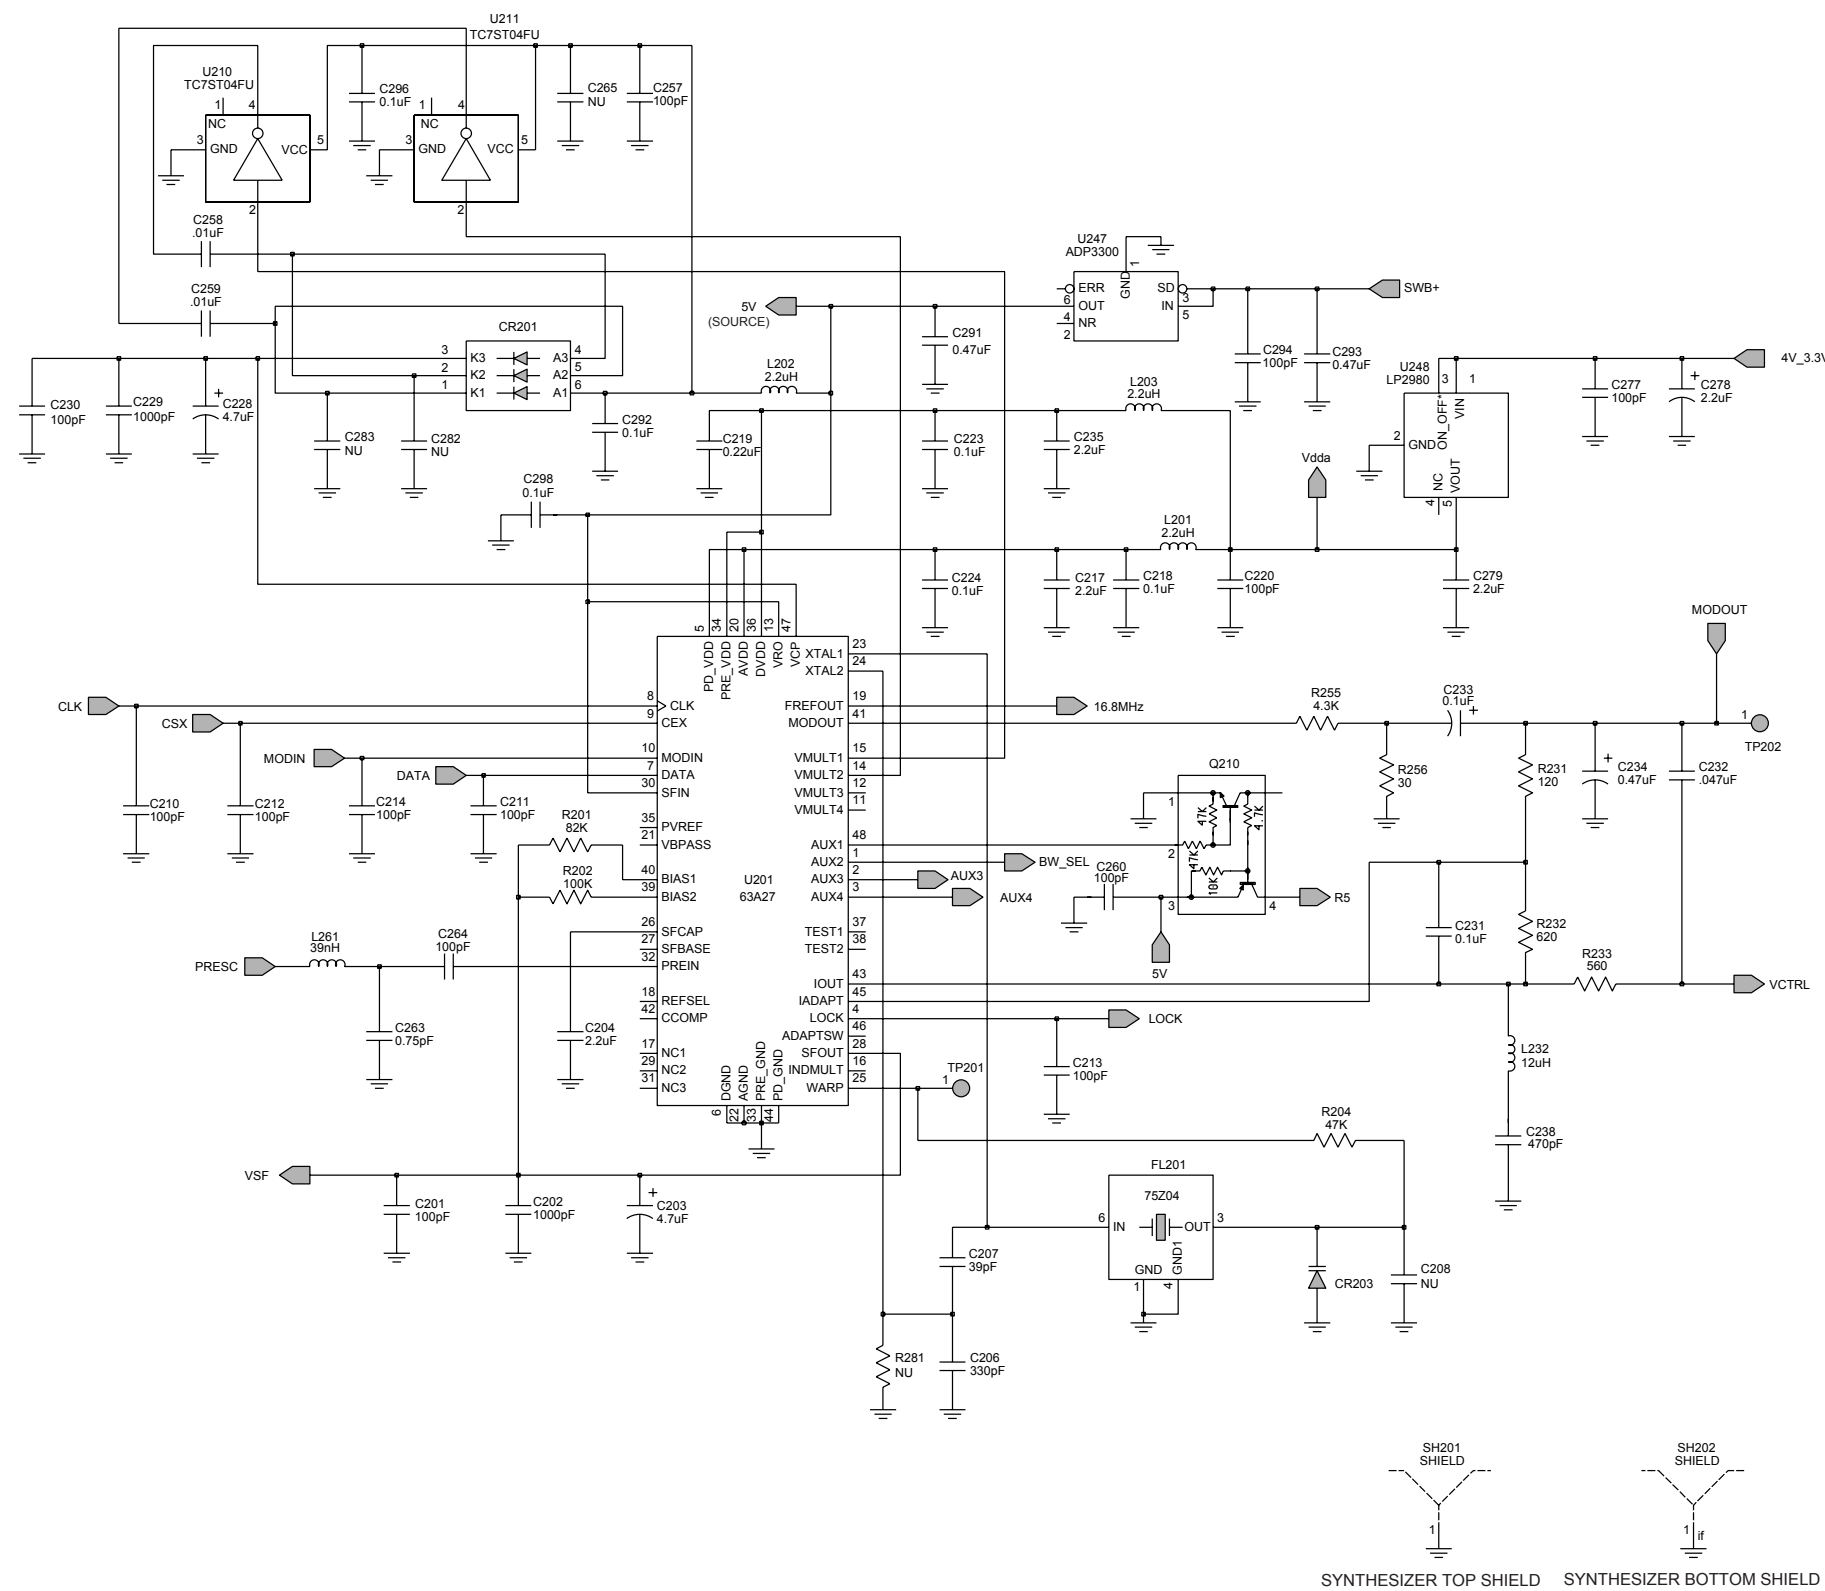 U211
TC7ST04FU
U210
TC7ST04FU
1
4
NC
3
GND
VCC
5
2
C296
0.1uF
1
4
NC
3
GND
VCC
5
2
C265
NU
C257
100pF
C258
.01uF
C259
.01uF
U247
ADP3300
GND
1
ERR
6
OUT
4
NR
2
SD
3
IN
5
SWB+
5V
(SOURCE)
C291
0.47uF
C294
100pF
C293
0.47uF
CR201
3
K3
A3
4
2
K2
A2
5
1
K1
A1
6
L202
2.2uH
U248
LP2980
3
1
ON_OFF*
VIN
2
GND
NC
VOUT
4
5
4V_3.3V
C277
100pF
C278
+
2.2uF
C230
100pF
C229
1000pF
C228
+
4.7uF
C283
NU
C282
NU
C292
0.1uF
C219
0.22uF
C223
0.1uF
C235
2.2uF
L203
2.2uH
Vdda
C298
0.1uF
L201
2.2uH
C224
0.1uF
C217
2.2uF
C218
0.1uF
C220
100pF
C279
2.2uF
5
34
20
36
13
47
PD_VDD
PRE_VDD
AVDD
DVDD
VRO
VCP
XTAL1
23
XTAL2
24
MODOUT
CLK
8
CLK
CSX
9
CEX
MODIN
10
MODIN
DATA
7
DATA
30
SFIN
FREFOUT
19
16.8MHz
MODOUT
41
VMULT1
15
VMULT2
14
VMULT3
12
VMULT4
11
R255
4.3K
C233
0.1uF
+
R256
30
R231
120
C234
+
0.47uF
C232
.047uF
1
TP202
C210
100pF
C212
100pF
C214
100pF
C211
100pF
R201
82K
R202
100K
35
PVREF
21
VBPASS
40
BIAS1
39
BIAS2
U201
63A27
AUX1
48
AUX2
1
BW_SEL
AUX3
2
AUX3
AUX4
3
AUX4
Q210
1
2
3
4
47K
4.7K
47K
10K
R5
C260
100pF
5V
TEST1
37
TEST2
38
PRESC
L261
39nH
C264
100pF
26
SFCAP
27
SFBASE
32
PREIN
C231
0.1uF
R232
620
R233
560
VCTRL
18
REFSEL
42
CCOMP
IOUT
43
IADAPT
45
LOCK
4
LOCK
ADAPTSW
46
SFOUT
28
INDMULT
16
WARP
25
C263
0.75pF
C204
2.2uF
17
NC1
29
NC2
31
NC3
DGND
AGND
PRE_GND
PD_GND
6
22
33
44
1
TP201
C213
100pF
L232
12uH
C238
470pF
R204
47K
VSF
C201
100pF
C202
1000pF
C203
+
4.7uF
FL201
75Z04
6
IN
OUT
3
GND
GND1
1
4
C207
39pF
CR203
C208
NU
R281
NU
C206
330pF
SH201
SHIELD
1
SYNTHESIZER TOP SHIELD
SH202
SHIELD
1
if
SYNTHESIZER BOTTOM SHIELD